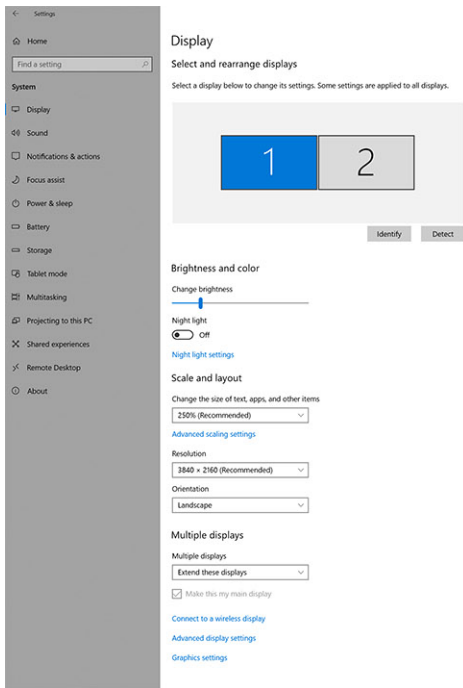 Settings
Home
Find a setting
System
Display
Sound
Notifications & actions
Focus assist
Power & sleep
Battery
Storage
Tablet mode
Multitasking
Projecting to this PC
Shared experiences
Remote Desktop
About
Display
Select and rearrange displays
Select a display below to change its settings. Some settings are applied to all displays.
1 2
Identify Detect
Brightness and color
Change brightness
Night light
Off
Night light settings
Scale and layout
Change the size of text, apps, and other items
250% (Recommended)
Advanced scaling settings
Resolution
3840 × 2160 (Recommended)
Orientation
Landscape
Multiple displays
Multiple displays
Extend these displays
Make this my main display
Connect to a wireless display
Advanced display settings
Graphics settings